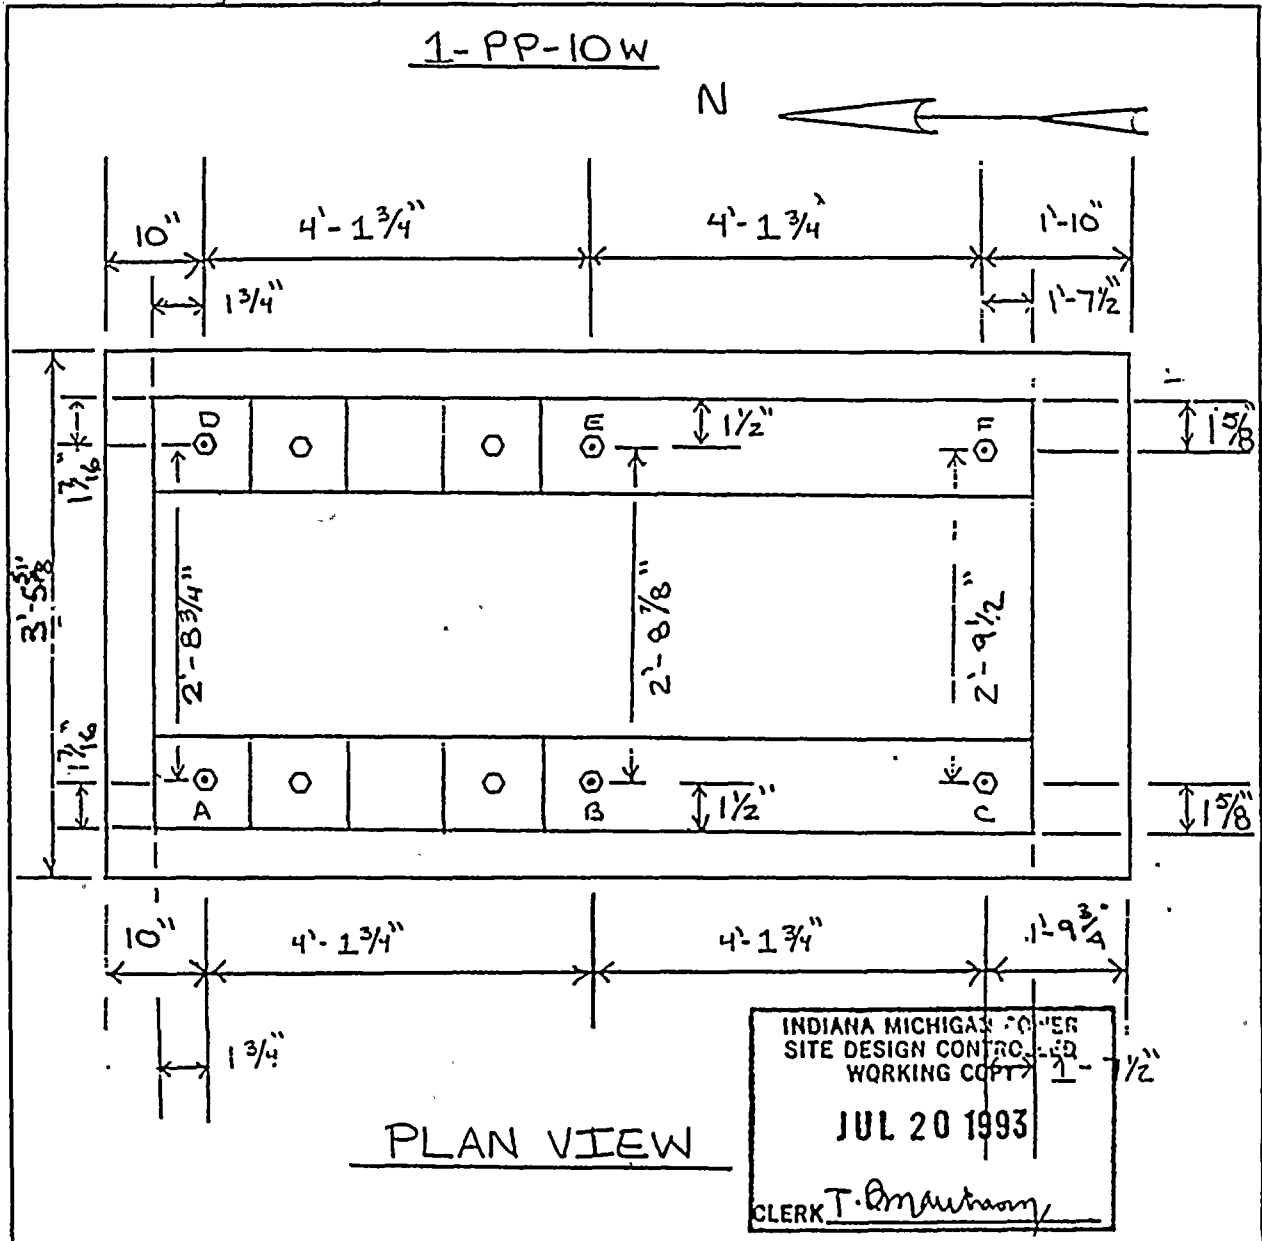 1-PP-10W
N
10" 4'-1 3/4" 4'-1 3/4" 1'-10"
1 3/4" 1'-7 1/2"
D E 1 1/2" F 1 5/8"
1 7/16"
3'-5 5/8"
2'-8 3/4" 2'-8 7/8" 2'-9 1/2"
1 7/16"
A B 1 1/2" C 1 5/8"
10" 4'-1 3/4" 4'-1 3/4" 1'-9 3/4"
1 3/4" 1'-7 1/2"
INDIANA MICHIGAN POWER
SITE DESIGN CONTROLLED
WORKING COPY
JUL 20 1993
PLAN VIEW
CLERK T.